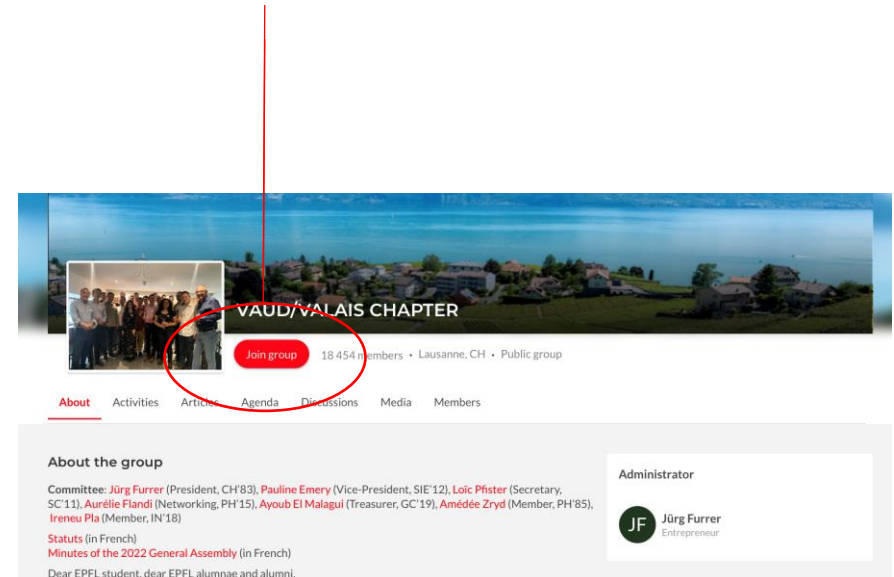 VAUD/VALAIS CHAPTER
Join group 18 454 members • Lausanne, CH • Public group
About Activities Articles Agenda Discussions Media Members
About the group
Committee: Jürg Furrer (President, CH'83), Pauline Emery (Vice-President, SIE'12), Loïc Pfister (Secretary,
SC'11), Aurélie Flandi (Networking, PH'15), Ayoub El Malagui (Treasurer, GC'19), Amédée Zryd (Member, PH'85),
Ireneu Pla (Member, IN'18)
Statuts (in French)
Minutes of the 2022 General Assembly (in French)
Dear EPFL student, dear EPFL alumnae and alumni,
Administrator
JF Jürg Furrer
Entrepreneur